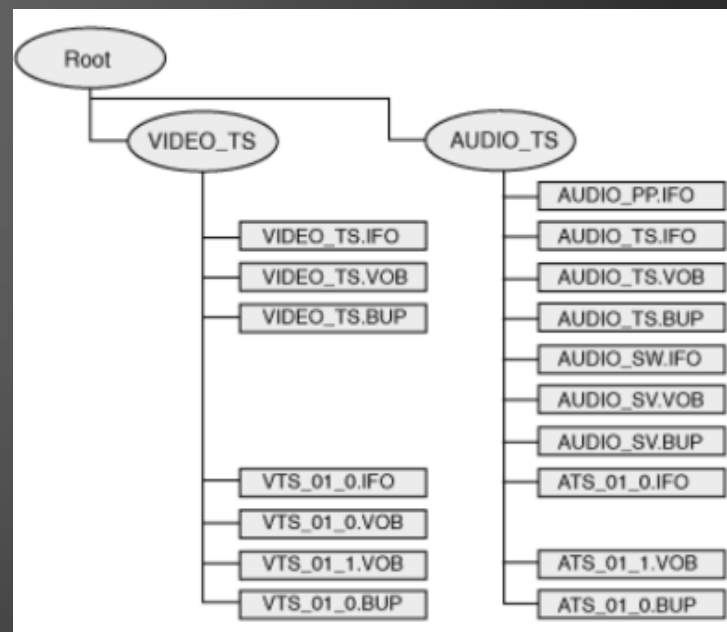 Root
VIDEO_TS
AUDIO_TS
AUDIO_PP.IFO
VIDEO_TS.IFO
AUDIO_TS.IFO
VIDEO_TS.VOB
AUDIO_TS.VOB
VIDEO_TS.BUP
AUDIO_TS.BUP
AUDIO_SW.IFO
AUDIO_SV.VOB
AUDIO_SV.BUP
VTS_01_0.IFO
ATS_01_0.IFO
VTS_01_0.VOB
VTS_01_1.VOB
ATS_01_1.VOB
VTS_01_0.BUP
ATS_01_0.BUP